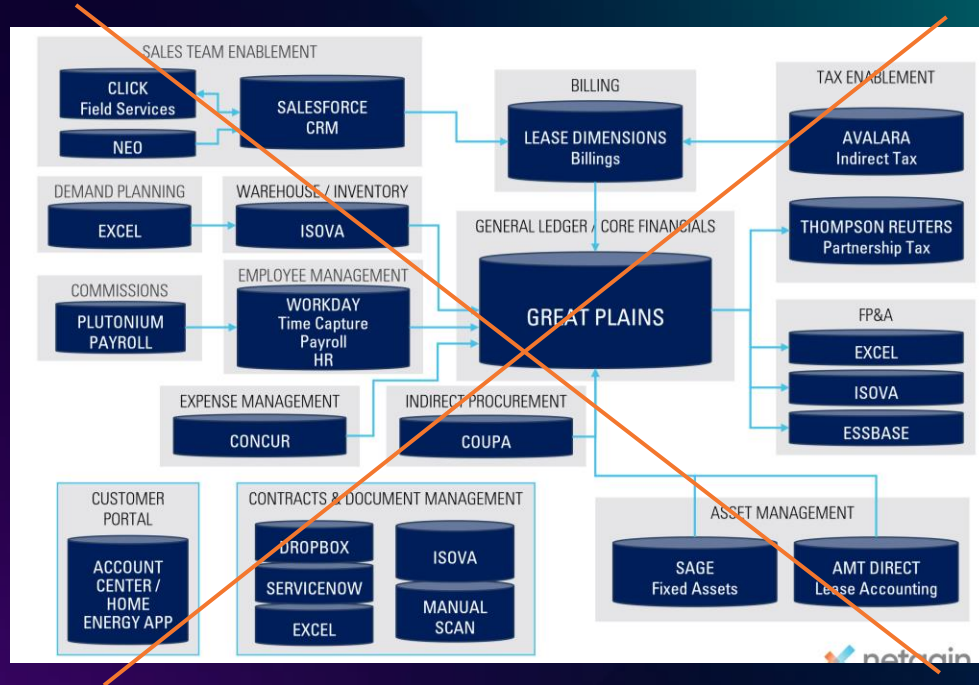 SALES TEAM ENABLEMENT
CLICK
Field Services
NEO
SALESFORCE
CRM
BILLING
LEASE DIMENSIONS
Billings
TAX ENABLEMENT
AVALARA
Indirect Tax
THOMPSON REUTERS
Partnership Tax
DEMAND PLANNING
EXCEL
WAREHOUSE / INVENTORY
ISOVA
GENERAL LEDGER / CORE FINANCIALS
GREAT PLAINS
COMMISSIONS
PLUTONIUM
PAYROLL
EMPLOYEE MANAGEMENT
WORKDAY
Time Capture
Payroll
HR
FP&A
EXCEL
ISOVA
ESSBASE
EXPENSE MANAGEMENT
CONCUR
INDIRECT PROCUREMENT
COUPA
CUSTOMER
PORTAL
ACCOUNT
CENTER /
HOME
ENERGY APP
CONTRACTS & DOCUMENT MANAGEMENT
DROPBOX
SERVICENOW
EXCEL
ISOVA
MANUAL
SCAN
ASSET MANAGEMENT
SAGE
Fixed Assets
AMT DIRECT
Lease Accounting
netgain